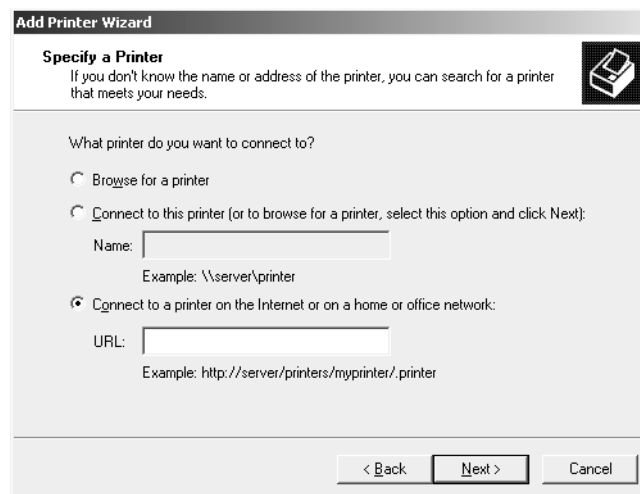 Add Printer Wizard
Specify a Printer
If you don't know the name or address of the printer, you can search for a printer
that meets your needs.
What printer do you want to connect to?
Browse for a printer
Connect to this printer (or to browse for a printer, select this option and click Next):
Name:
Example: \\server\printer
Connect to a printer on the Internet or on a home or office network:
URL:
Example: http://server/printers/myprinter/.printer
< Back Next > Cancel